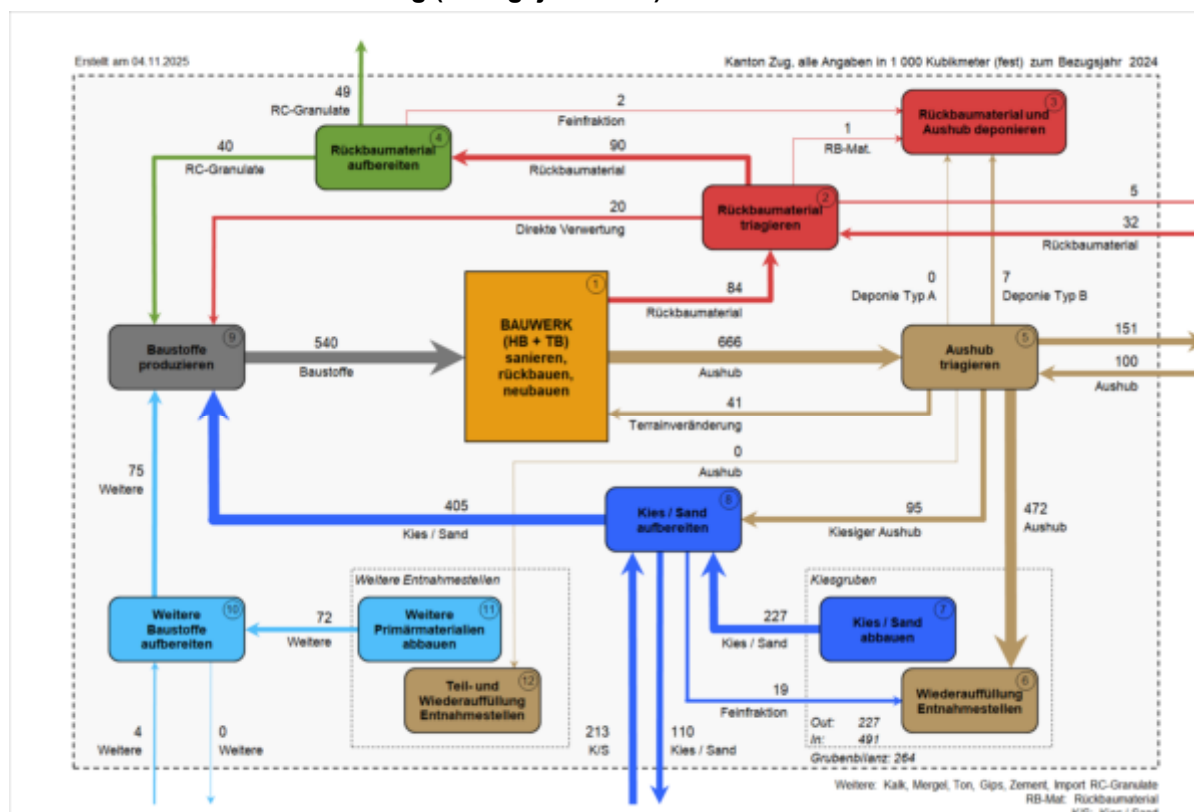 Erstellt am 04.11.2025
Kanton Zug, alle Angaben in 1 000 Kubikmeter (fest) zum Bezugsjahr 2024
49
RC-Granulate
2
Feinfraktion
3
Rückbaumaterial und
Aushub deponieren
1
RB-Mat.
40
RC-Granulate
4
Rückbaumaterial
aufbereiten
90
Rückbaumaterial
2
Rückbaumaterial
triagieren
5
20
Direkte Verwertung
32
Rückbaumaterial
0
Deponie Typ A
7
Deponie Typ B
1
BAUWERK
(HB + TB)
sanieren,
rückbauen,
neubauen
84
Rückbaumaterial
9
Baustoffe
produzieren
540
Baustoffe
666
Aushub
5
Aushub
triagieren
151
100
Aushub
41
Terrainveränderung
0
Aushub
75
Weitere
405
Kies / Sand
8
Kies / Sand
aufbereiten
95
Kiesiger Aushub
472
Aushub
Weitere Entnahmestellen
Kiesgruben
10
Weitere
Baustoffe
aufbereiten
72
Weitere
11
Weitere
Primärmaterialien
abbauen
227
Kies / Sand
7
Kies / Sand
abbauen
12
Teil- und
Wiederauffüllung
Entnahmestellen
19
Feinfraktion
6
Wiederauffüllung
Entnahmestellen
4
Weitere
0
Weitere
213
K/S
110
Kies / Sand
Out: 227
In: 491
Grubenbilanz: 264
Weitere: Kalk, Mergel, Ton, Gips, Zement, Import RC-Granulate
RB-Mat: Rückbaumaterial
K/S: Kies / Sand